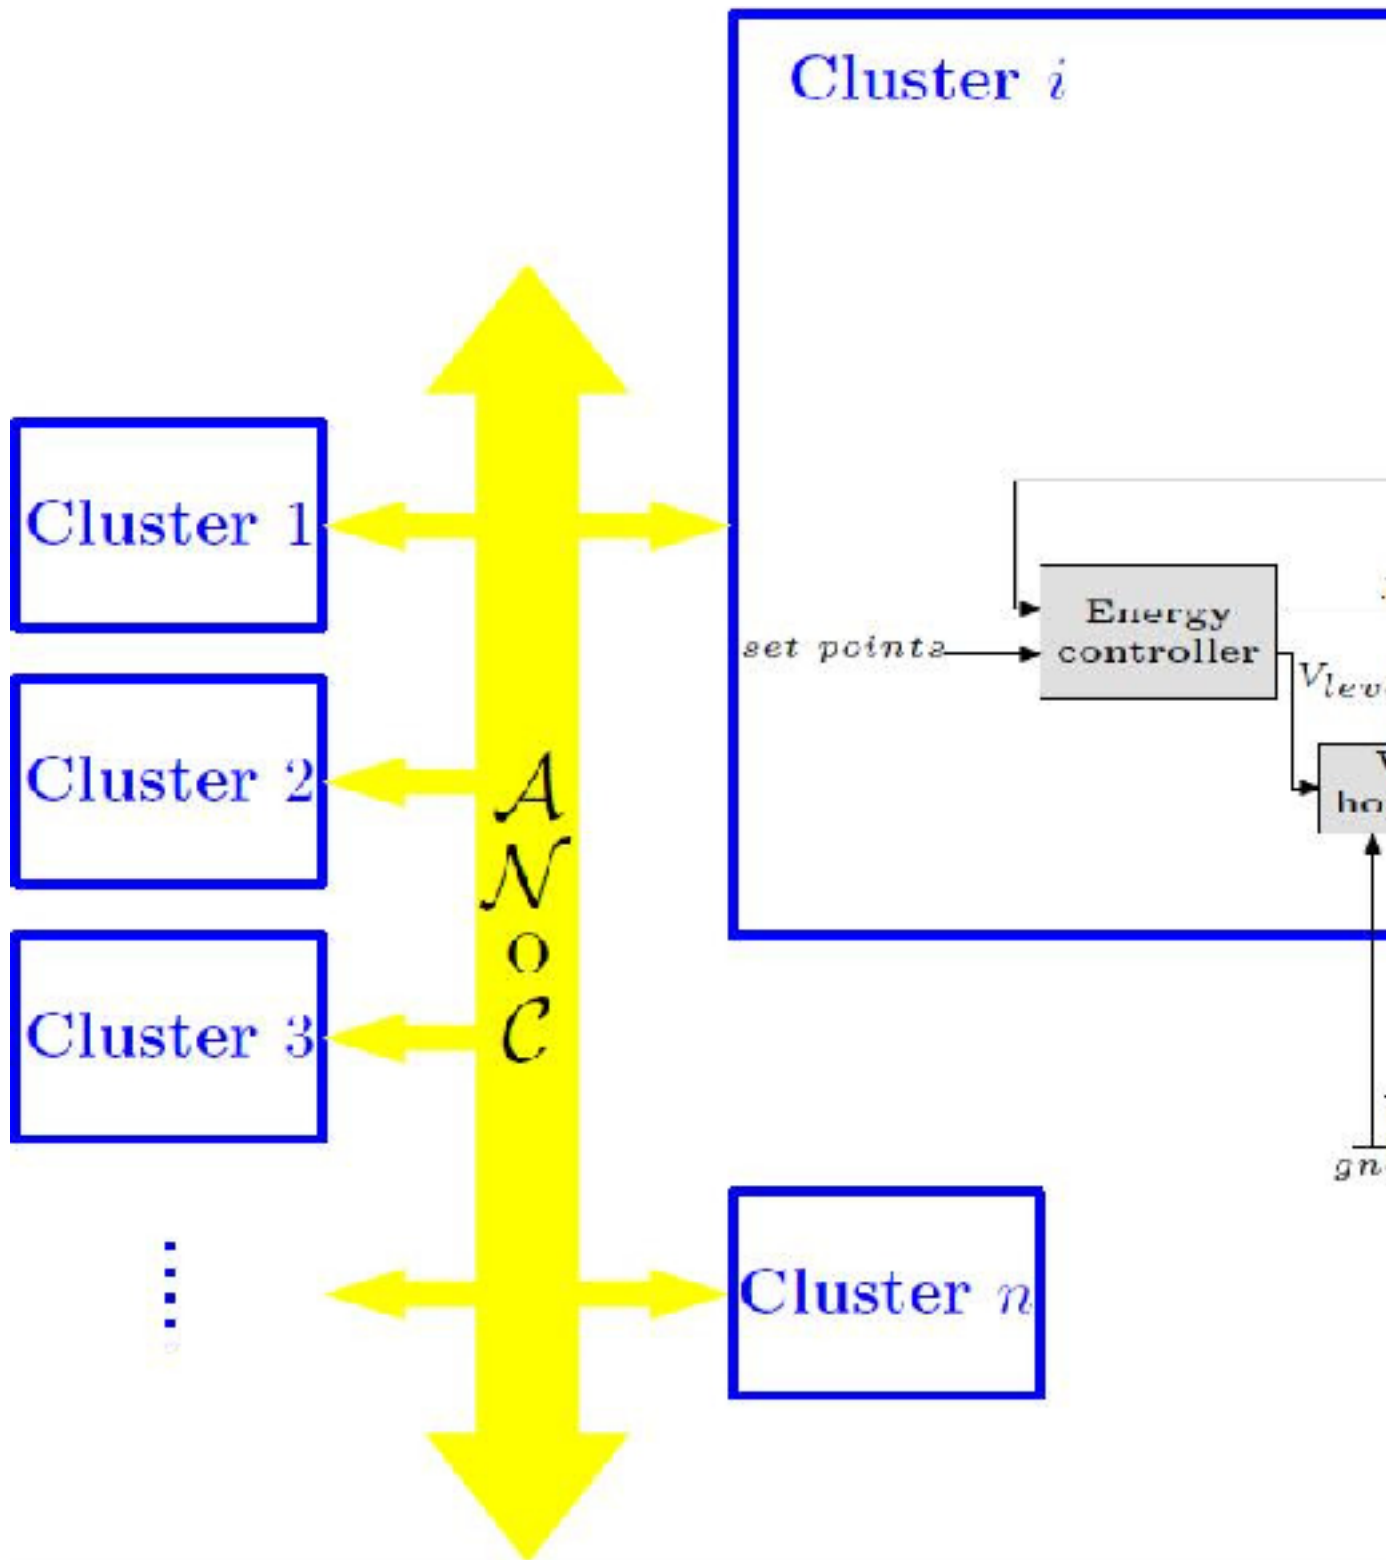 Cluster i
Cluster 1
Energy
controller
set points
Cluster 2
A
N
o
C
Cluster 3
Cluster n